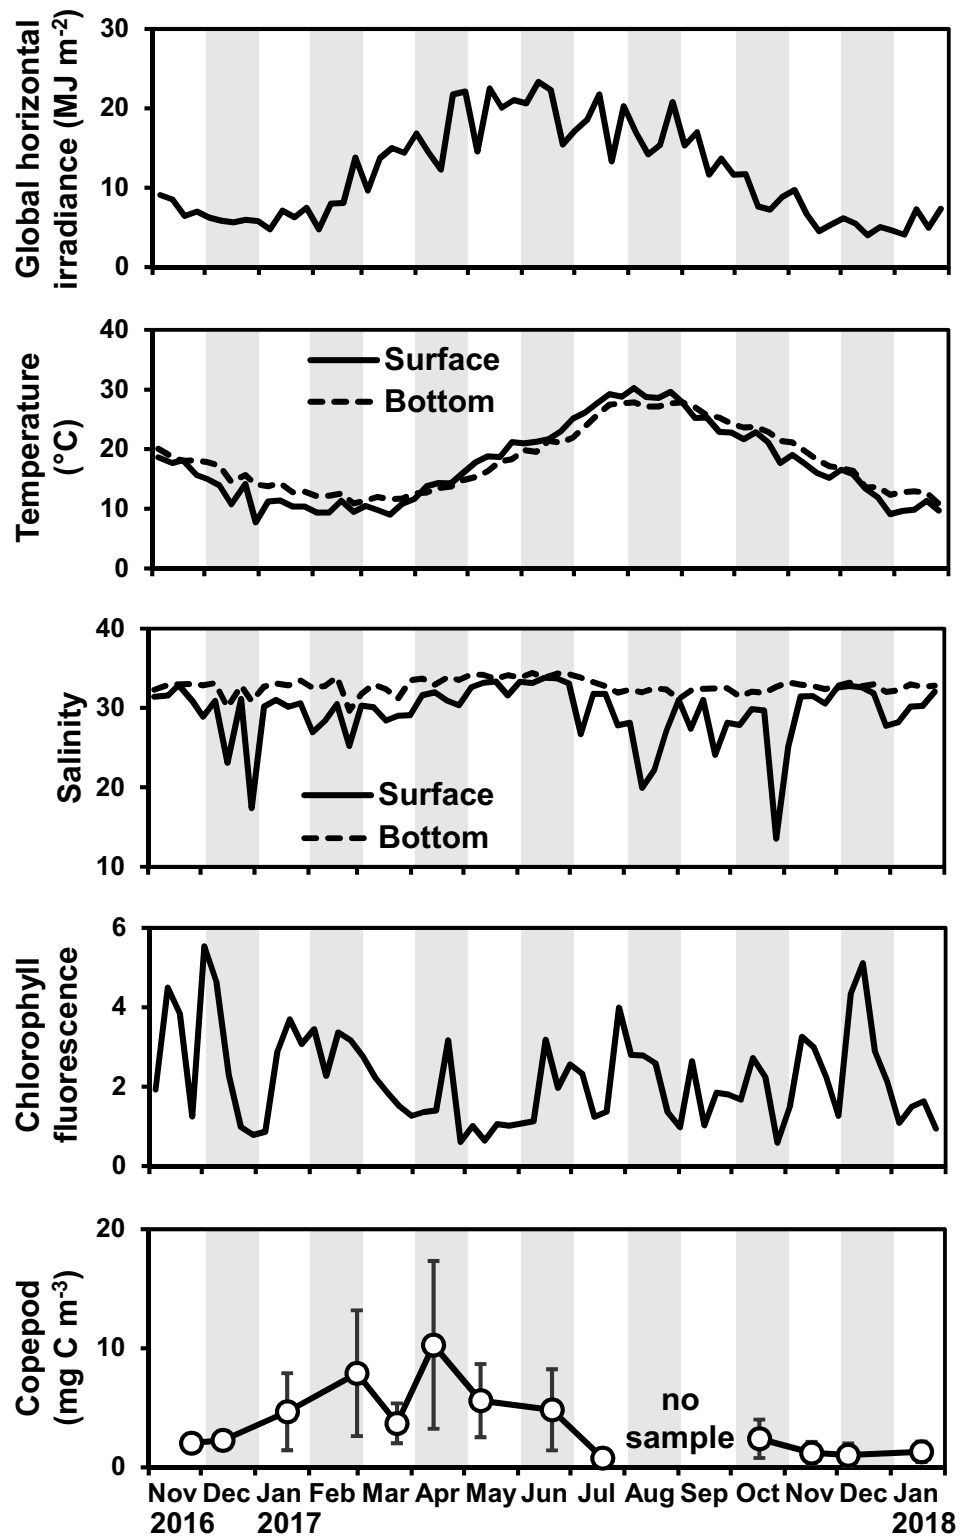 Global horizontal
irradiance (MJ m-2)
30
20
10
0
Temperature
(°C)
40
30
20
10
0
Surface
Bottom
Salinity
40
30
20
10
Surface
Bottom
Chlorophyll
fluorescence
6
4
2
0
Copepod
(mg C m-3)
20
10
0
no
sample
Nov Dec Jan Feb Mar Apr May Jun Jul Aug Sep Oct Nov Dec Jan
2016 2017 2018